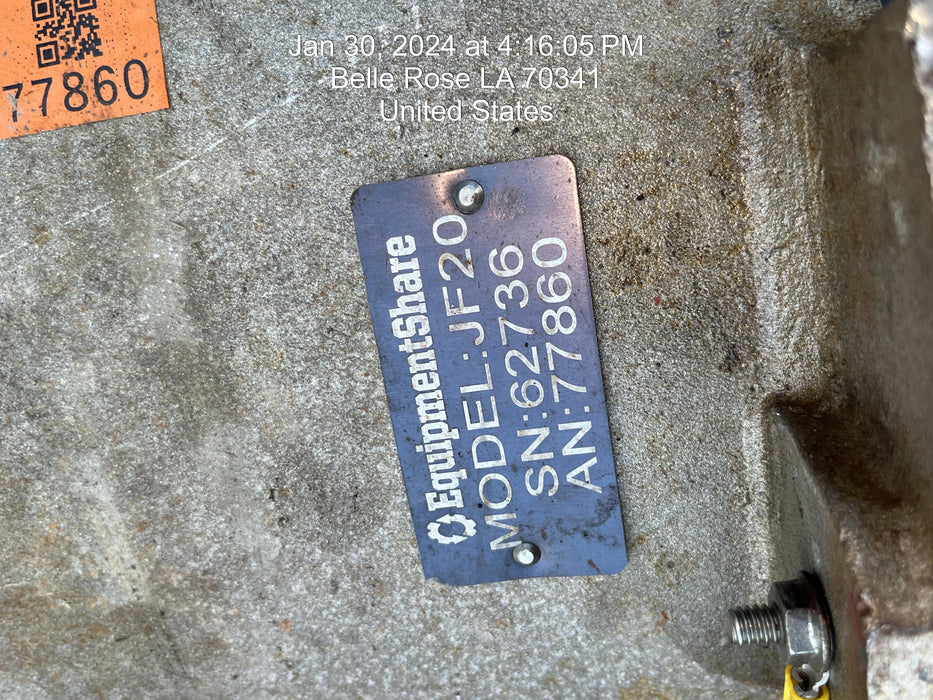 77860
Jan 30, 2024 at 4:16:05 PM
Belle Rose LA 70341
United States
EquipmentShare
MODEL:JF20
SN:62736
AN:77860